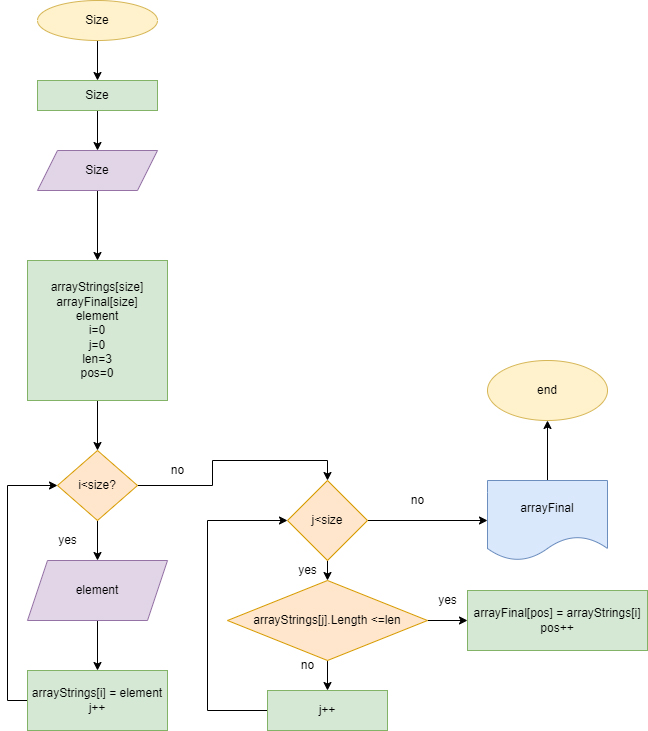 Size
Size
Size
arrayStrings[size]
arrayFinal[size]
element
i=0
j=0
len=3
pos=0
i<size?
no
yes
element
arrayStrings[i] = element
j++
j<size
no
yes
arrayStrings[j].Length <=len
yes
no
arrayFinal[pos] = arrayStrings[i]
pos++
j++
arrayFinal
end